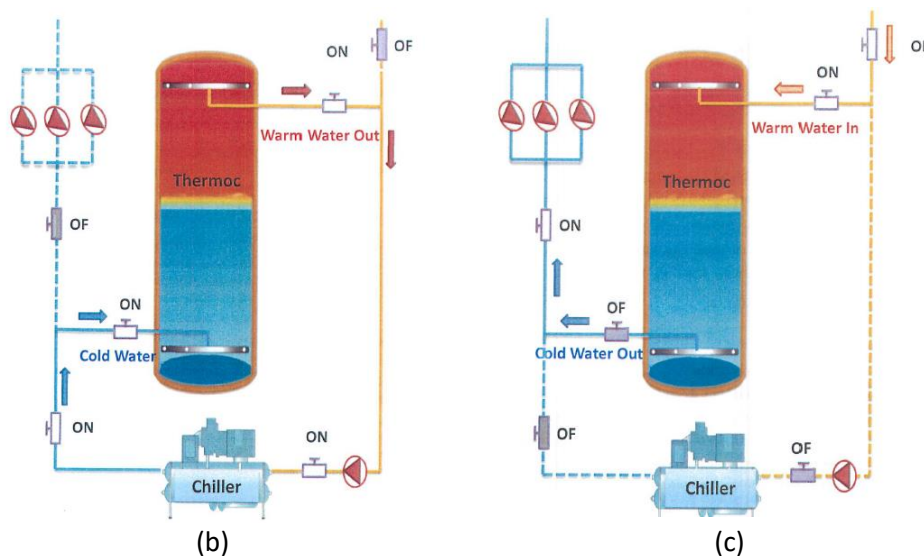 ON
OF
Warm Water Out
Thermoc
OF
ON
Cold Water
ON
ON
Chiller
(b)
OF
ON
Warm Water In
Thermoc
ON
OF
Cold Water Out
OF
OF
Chiller
(c)